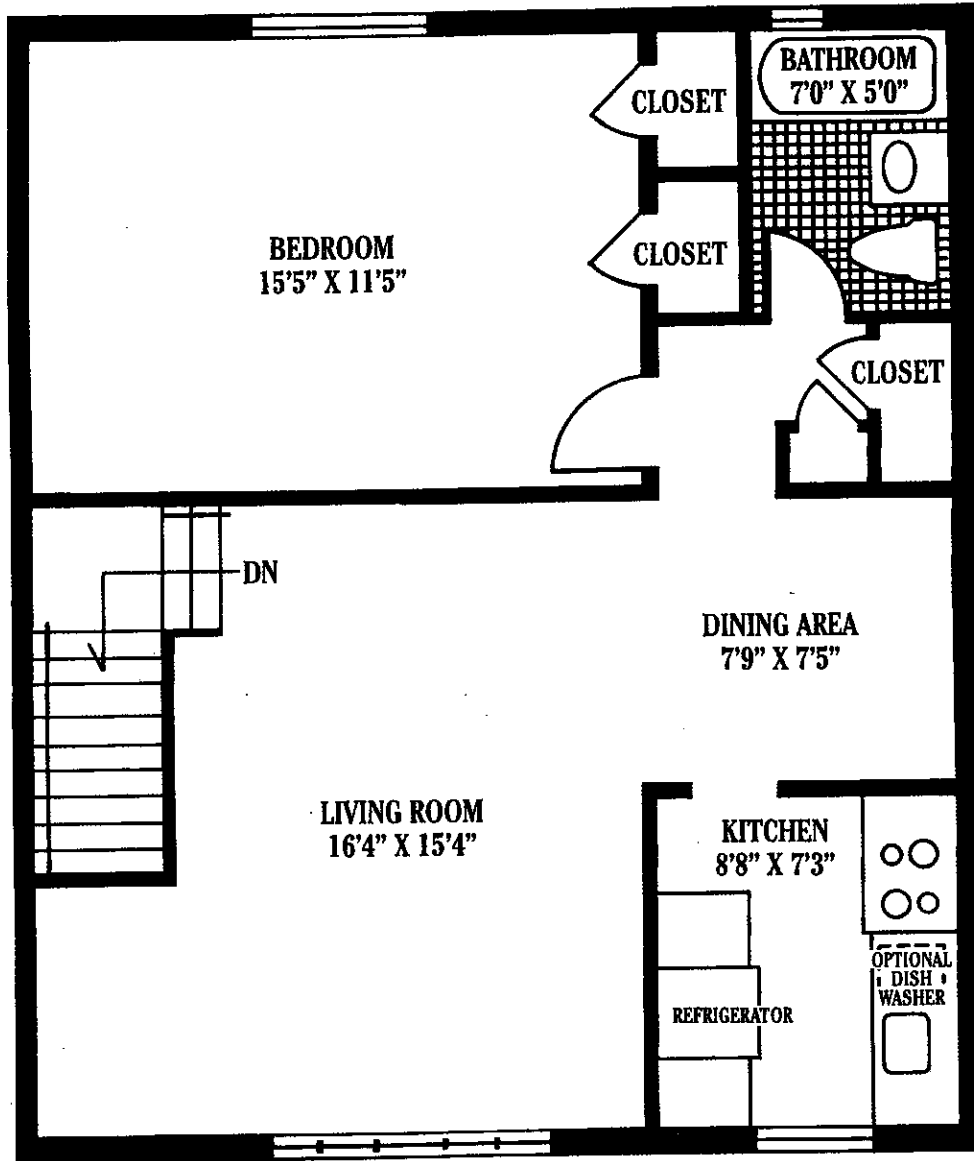 BATHROOM
7'0" X 5'0"
CLOSET
BEDROOM
15'5" X 11'5"
CLOSET
CLOSET
DN
DINING AREA
7'9" X 7'5"
LIVING ROOM
16'4" X 15'4"
KITCHEN
8'8" X 7'3"
OPTIONAL
DISH
WASHER
REFRIGERATOR